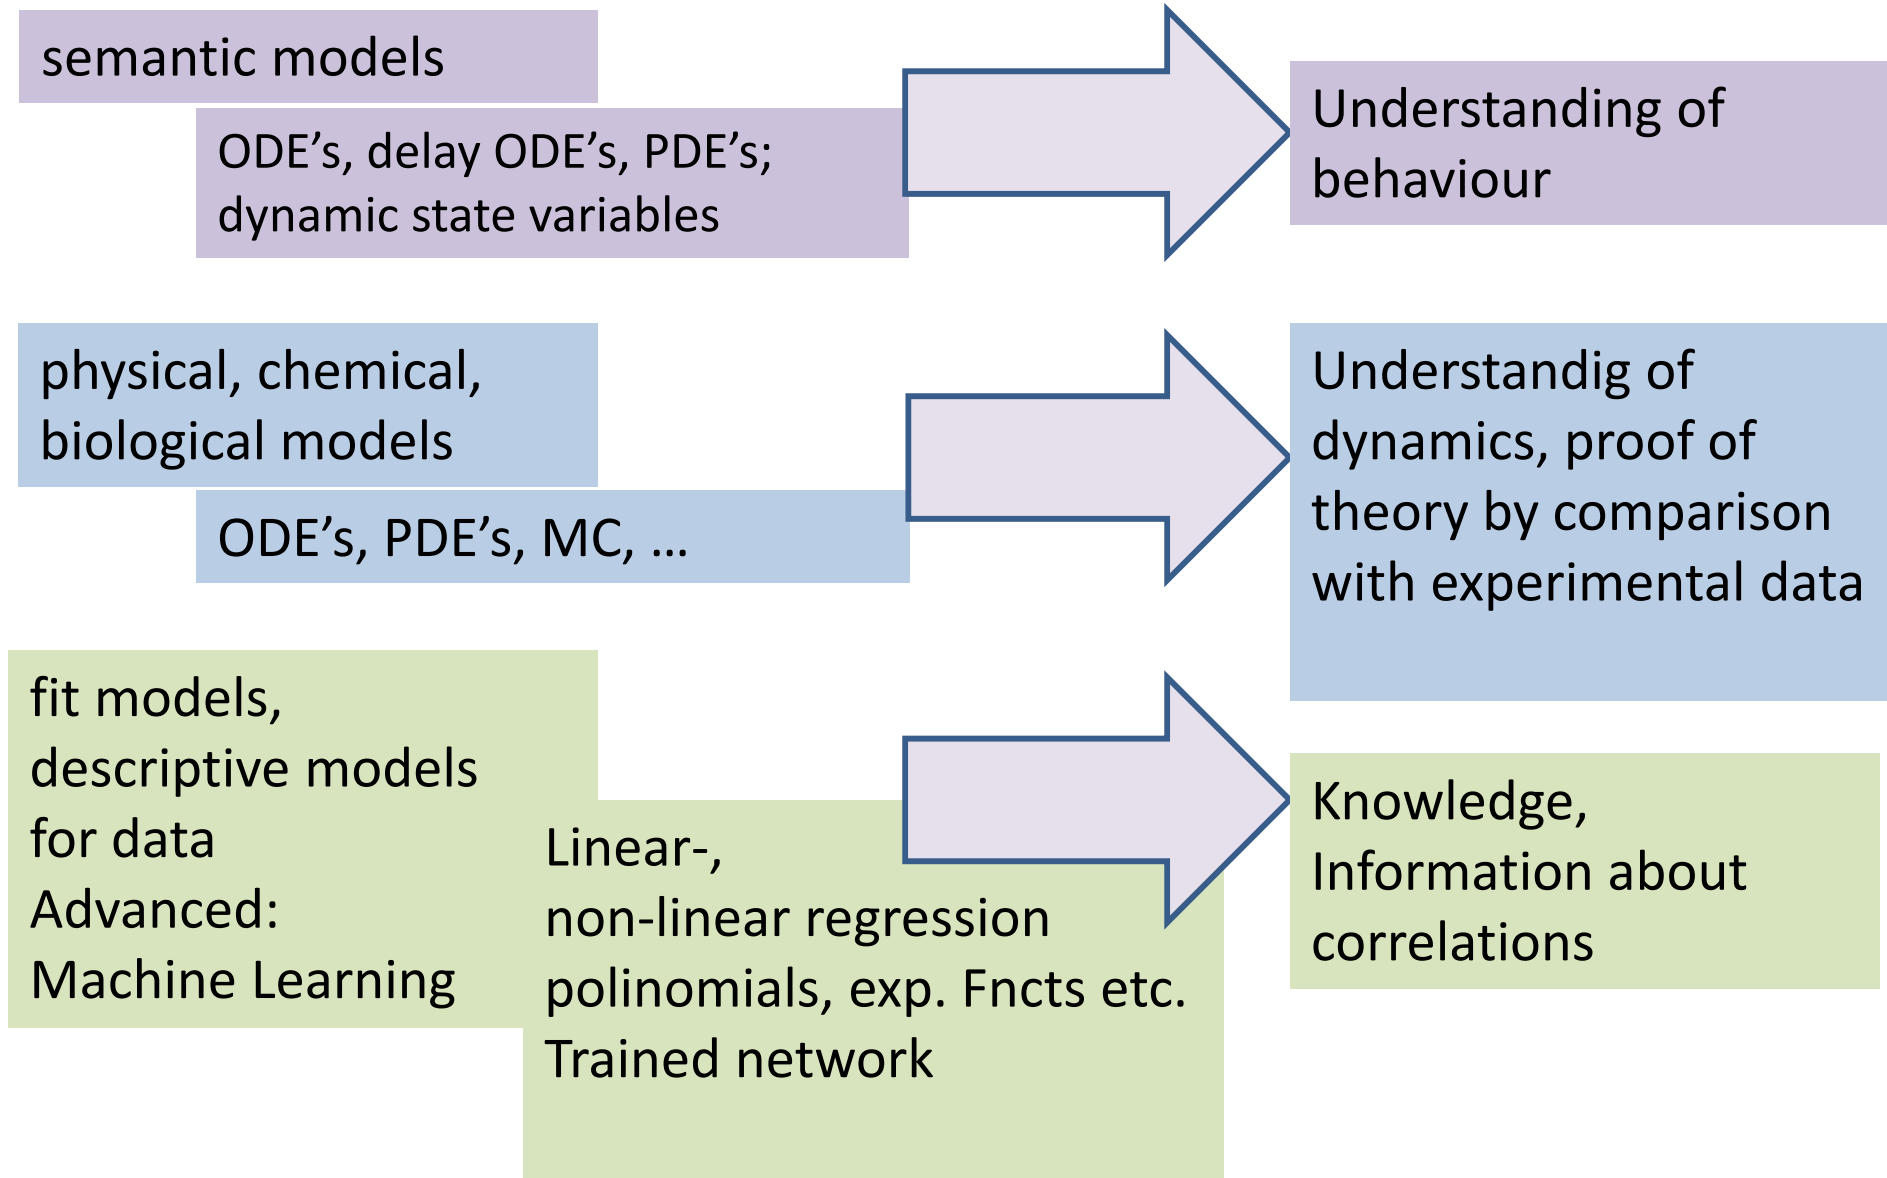 semantic models
ODE’s, delay ODE’s, PDE’s;
dynamic state variables
Understanding of
behaviour
physical, chemical,
biological models
ODE’s, PDE’s, MC, …
Understandig of
dynamics, proof of
theory by comparison
with experimental data
fit models,
descriptive models
for data
Advanced:
Machine Learning
Linear-,
non-linear regression
polinomials, exp. Fncts etc.
Trained network
Knowledge,
Information about
correlations